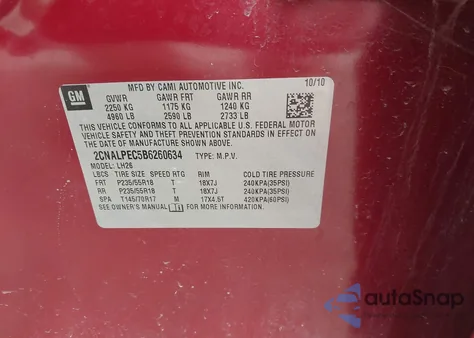 GM
MFD BY CAMI AUTOMOTIVE INC. 10/10
GVWR GAWR FRT GAWR RR
2250 KG 1175 KG 1240 KG
4960 LB 2590 LB 2733 LB
THIS VEHICLE CONFORMS TO ALL APPLICABLE U.S. FEDERAL MOTOR
VEHICLE SAFETY AND THEFT PREVENTION STANDARDS IN EFFECT ON
THE DATE OF MANUFACTURE SHOWN ABOVE.
2CNALPEC5B6260634 TYPE: M.P.V.
MODEL: LH26
LBCS TIRE SIZE SPEED RTG RIM COLD TIRE PRESSURE
FRT P235/55R18 T 18X7J 240KPA(35PSI)
RR P235/55R18 T 18X7J 240KPA(35PSI)
SPA T145/70R17 M 17X4.5T 420KPA(60PSI)
SEE OWNER'S MANUAL FOR MORE INFORMATION.
autoSnap